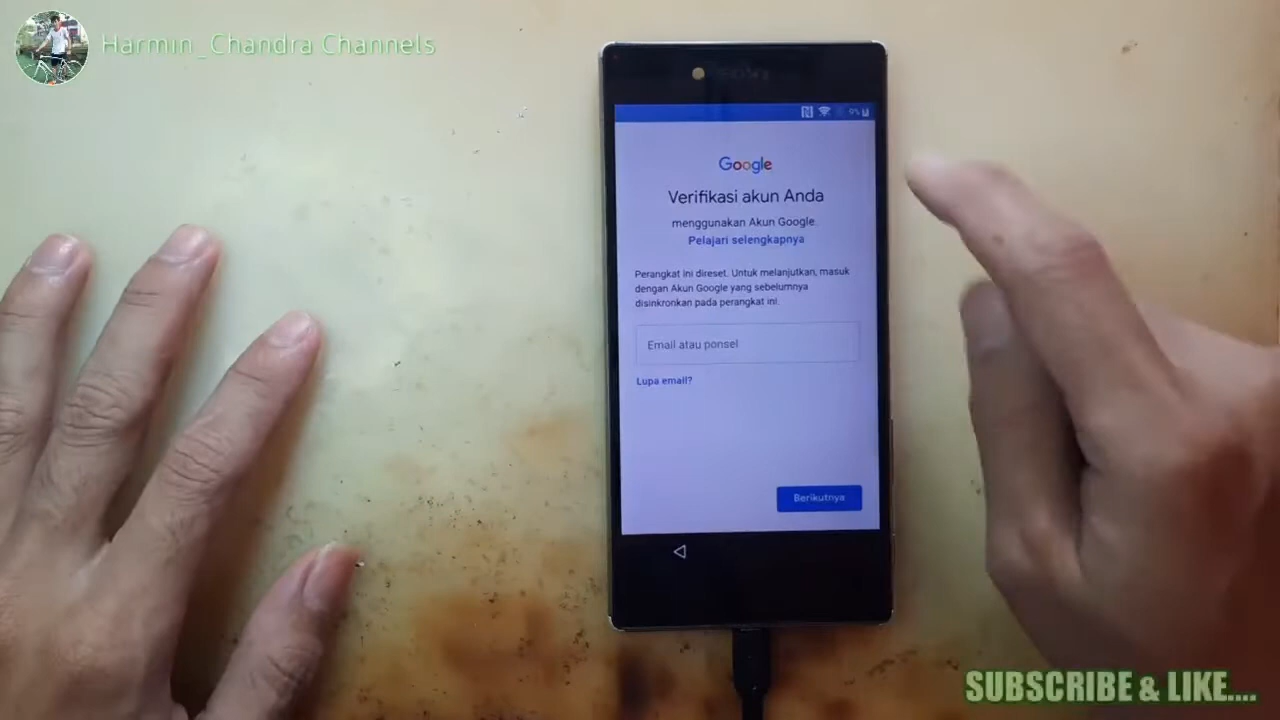 Harmin_Chandra Channels
9%
Google
Verifikasi akun Anda
menggunakan Akun Google.
Pelajari selengkapnya
Perangkat ini direset. Untuk melanjutkan, masuk
dengan Akun Google yang sebelumnya
disinkronkan pada perangkat ini.
Email atau ponsel
Lupa email?
Berikutnya
SUBSCRIBE & LIKE....